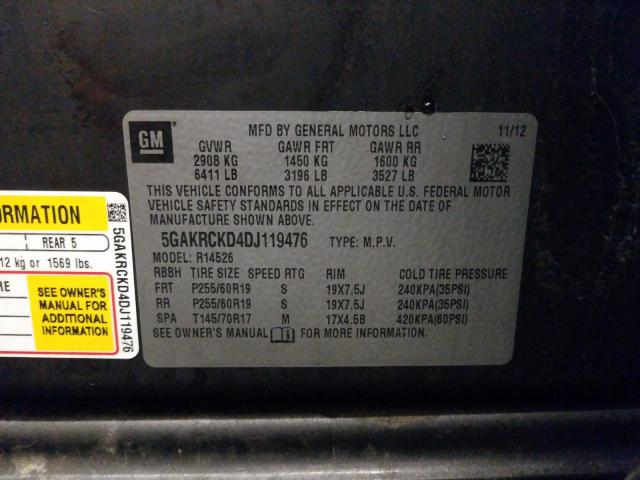 GM
MFD BY GENERAL MOTORS LLC 11/12
GVWR GAWR FRT GAWR RR
2908 KG 1450 KG 1600 KG
6411 LB 3196 LB 3527 LB
THIS VEHICLE CONFORMS TO ALL APPLICABLE U.S. FEDERAL MOTOR
VEHICLE SAFETY STANDARDS IN EFFECT ON THE DATE OF
MANUFACTURE SHOWN ABOVE.
5GAKRCKD4DJ119476 TYPE: M.P.V.
MODEL: R14526
RBBH TIRE SIZE SPEED RTG RIM COLD TIRE PRESSURE
FRT P255/60R19 S 19X7.5J 240KPA(35PSI)
RR P255/60R19 S 19X7.5J 240KPA(35PSI)
SPA T145/70R17 M 17X4.5B 420KPA(60PSI)
SEE OWNER'S MANUAL i FOR MORE INFORMATION.
ORMATION
REAR 5
12 kg or 1569 lbs.
RE
SEE OWNER'S
MANUAL FOR
ADDITIONAL
INFORMATION
5GAKRCKD4DJ119476